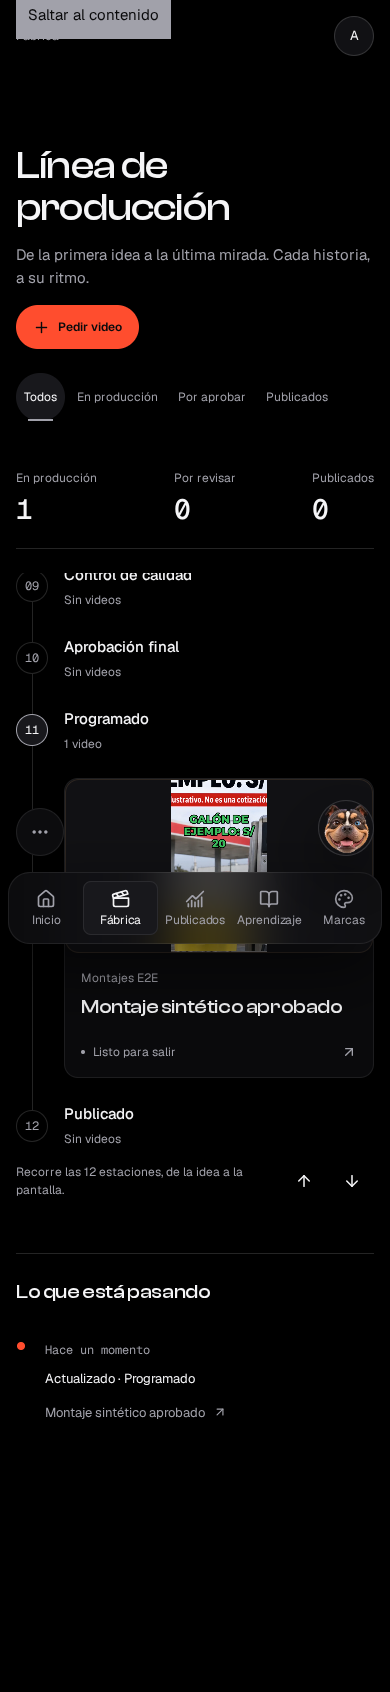 Saltar al contenido
A
Línea de
producción
De la primera idea a la última mirada. Cada historia,
a su ritmo.
Pedir video
Todos
En producción
Por aprobar
Publicados
En producción
Por revisar
Publicados
1
0
0
09
Control de calidad
Sin videos
10
Aprobación final
Sin videos
11
Programado
1 video
ilustrativo. No es una cotizació
GALÓN DE
EJEMPLO: S/
20
Inicio
Fábrica
Publicados
Aprendizaje
Marcas
Montajes E2E
Montaje sintético aprobado
Listo para salir
12
Publicado
Sin videos
Recorre las 12 estaciones, de la idea a la
pantalla.
Lo que está pasando
Hace un momento
Actualizado · Programado
Montaje sintético aprobado